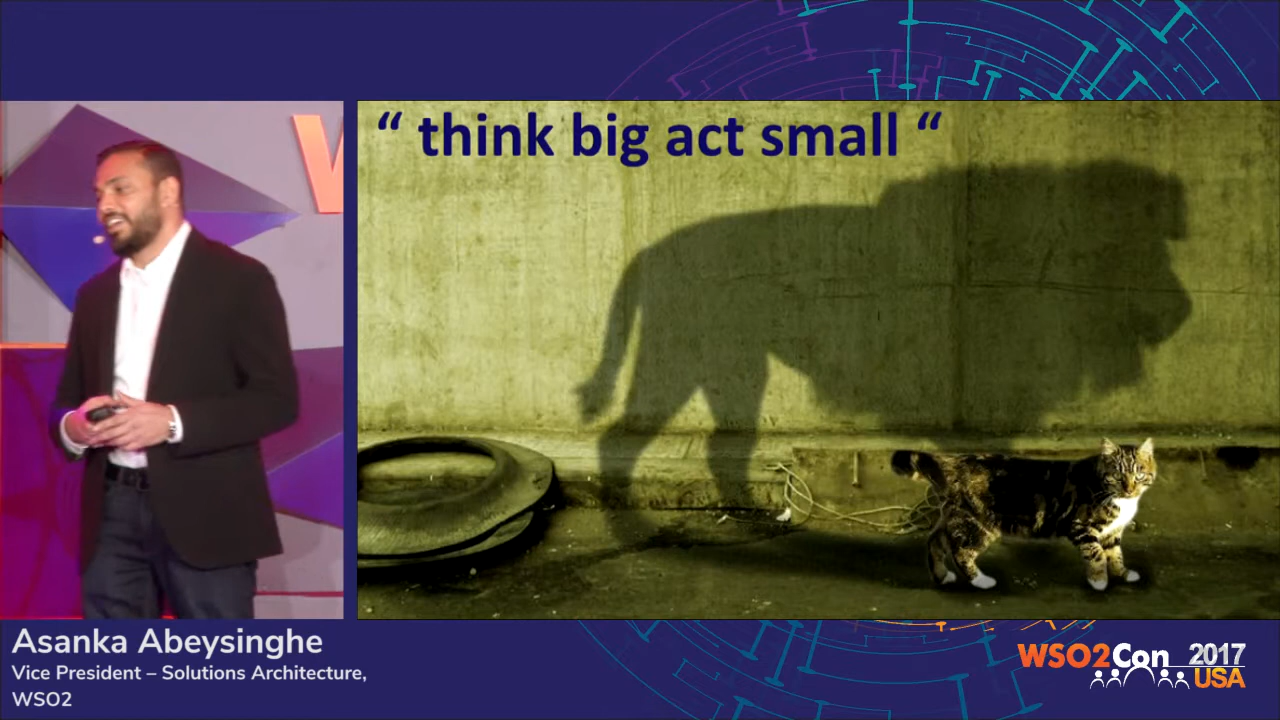 “ think big act small “
W
Asanka Abeysinghe
Vice President – Solutions Architecture,
WSO2
WSO2Con 2017
USA